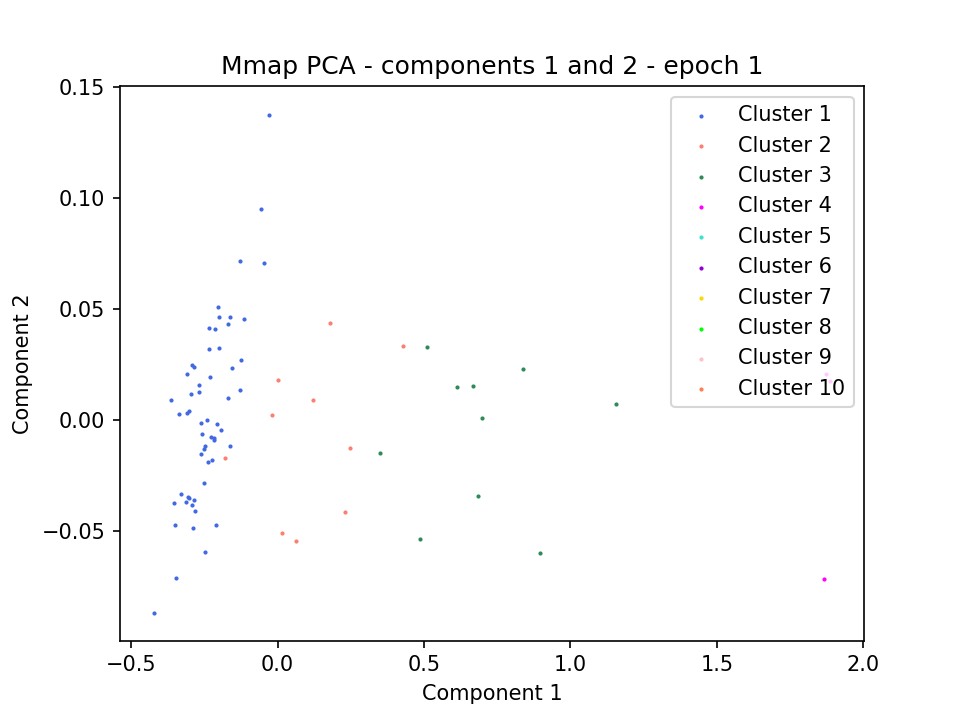 Mmap PCA - components 1 and 2 - epoch 1
0.15
0.10
0.05
0.00
−0.05
Component 2
Cluster 1
Cluster 2
Cluster 3
Cluster 4
Cluster 5
Cluster 6
Cluster 7
Cluster 8
Cluster 9
Cluster 10
−0.5 0.0 0.5 1.0 1.5 2.0
Component 1